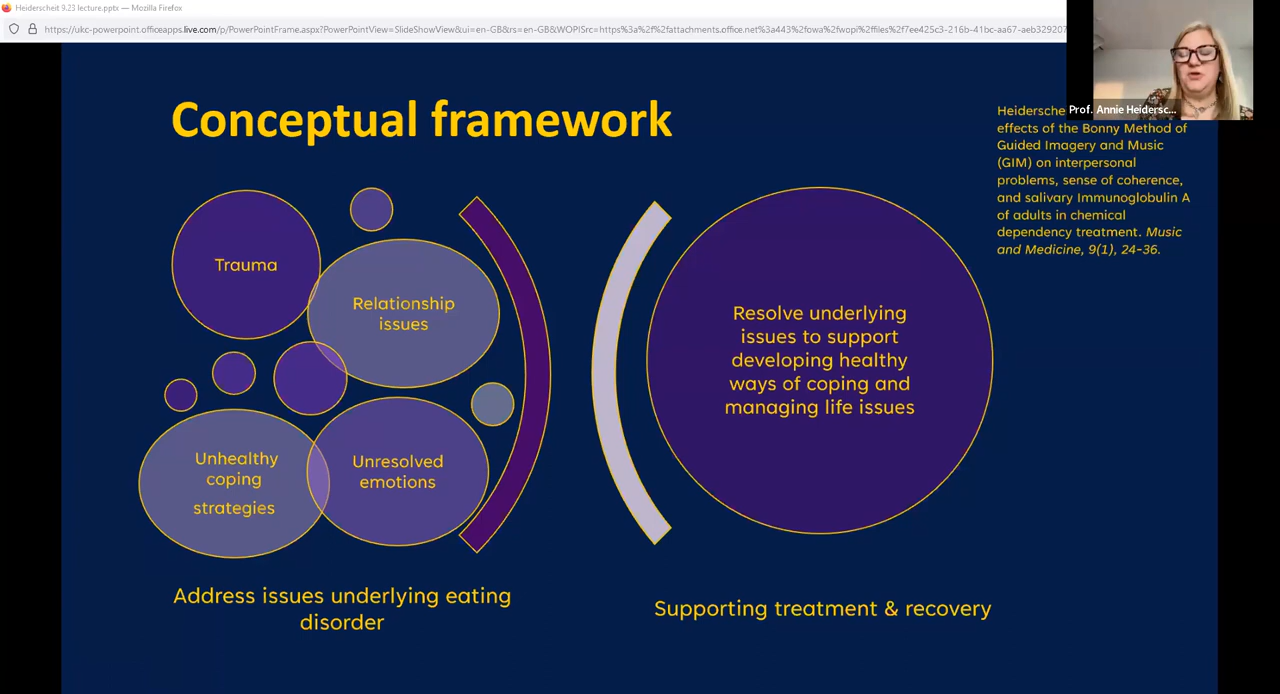 Heiderscheit 9.23 lecture.pptx — Mozilla Firefox
https://ukc-powerpoint.officeapps.live.com/p/PowerPointFrame.aspx?PowerPointView=SlideShowView&ui=en-GB&rs=en-GB&WOPISrc=https%3a%2f%2fattachments.office.net%3a443%2fowa%2fwopi%2ffiles%2f7ee425c3-216b-41bc-aa67-aeb329207
Prof. Annie Heidersc...
Conceptual framework
Heidersche
effects of the Bonny Method of
Guided Imagery and Music
(GIM) on interpersonal
problems, sense of coherence,
and salivary Immunoglobulin A
of adults in chemical
dependency treatment. Music
and Medicine, 9(1), 24-36.
Trauma
Relationship
issues
Unhealthy
coping
strategies
Unresolved
emotions
Address issues underlying eating
disorder
Resolve underlying
issues to support
developing healthy
ways of coping and
managing life issues
Supporting treatment & recovery